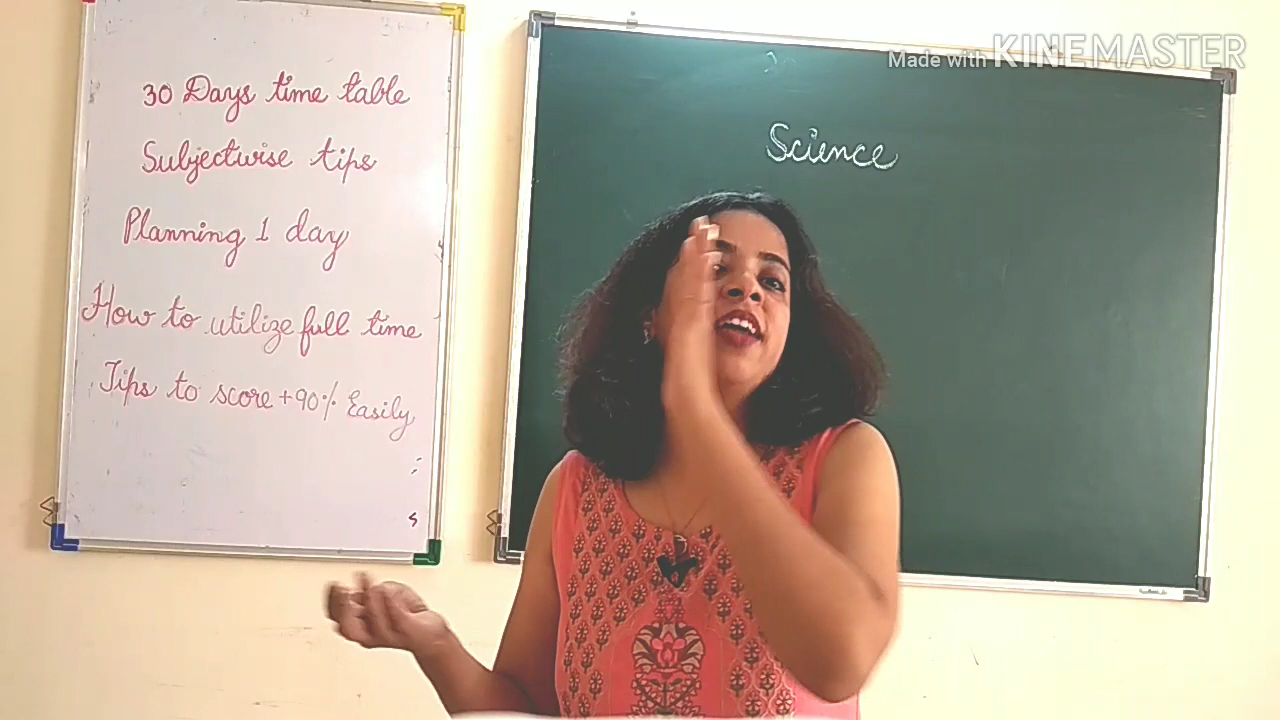 30 Days time table
Subjectwise tips
Planning 1 day
How to utilize full time
Tips to score +90% Easily
Science
Made with KINEMASTER